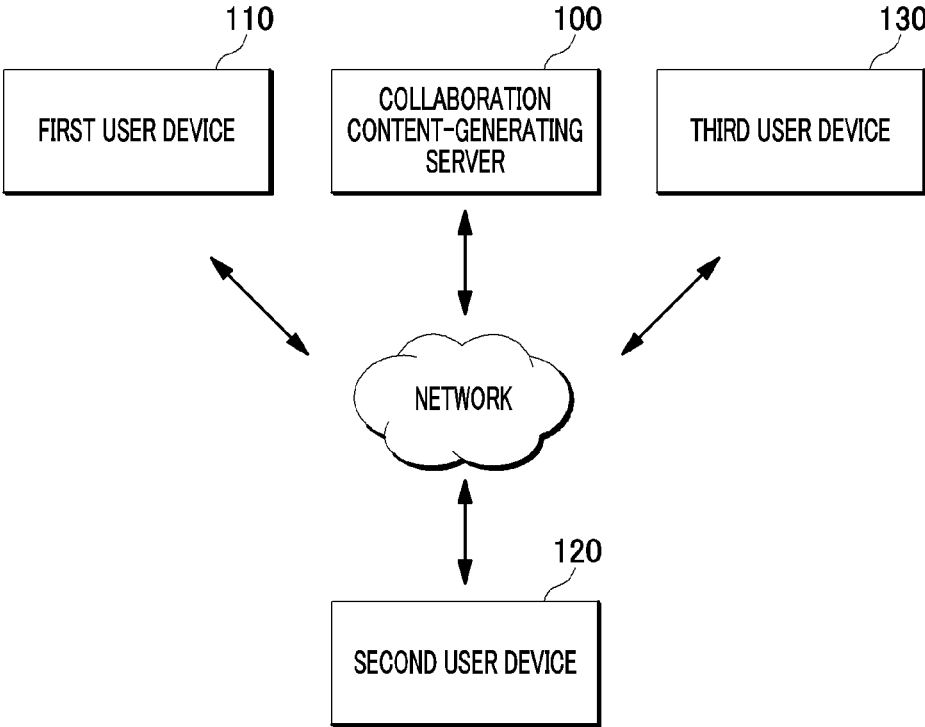 110
100
130
FIRST USER DEVICE
COLLABORATION
CONTENT-GENERATING
SERVER
THIRD USER DEVICE
NETWORK
120
SECOND USER DEVICE